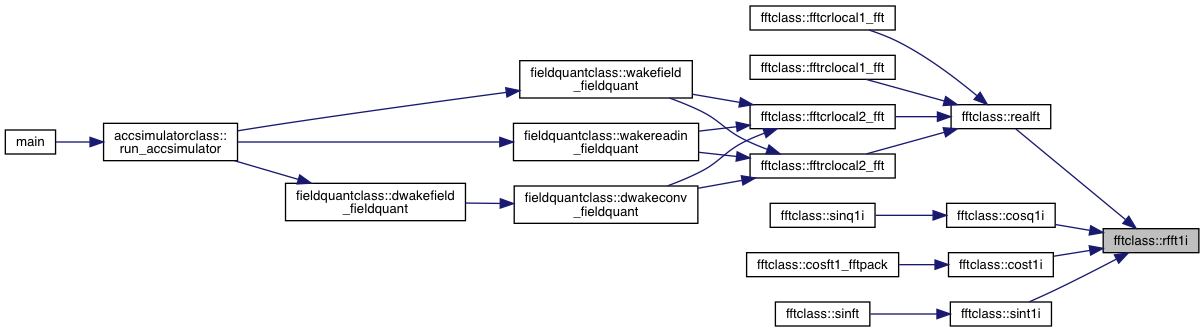 main
accsimulatorclass::
run_accsimulator
fieldquantclass::dwakefield
_fieldquant
fieldquantclass::wakefield
_fieldquant
fieldquantclass::wakereadin
_fieldquant
fieldquantclass::dwakeconv
_fieldquant
fftclass::fftcrlocal1_fft
fftclass::fftrclocal1_fft
fftclass::fftcrlocal2_fft
fftclass::fftrclocal2_fft
fftclass::sinq1i
fftclass::cosft1_fftpack
fftclass::sinft
fftclass::realft
fftclass::cosq1i
fftclass::cost1i
fftclass::sint1i
fftclass::rfft1i